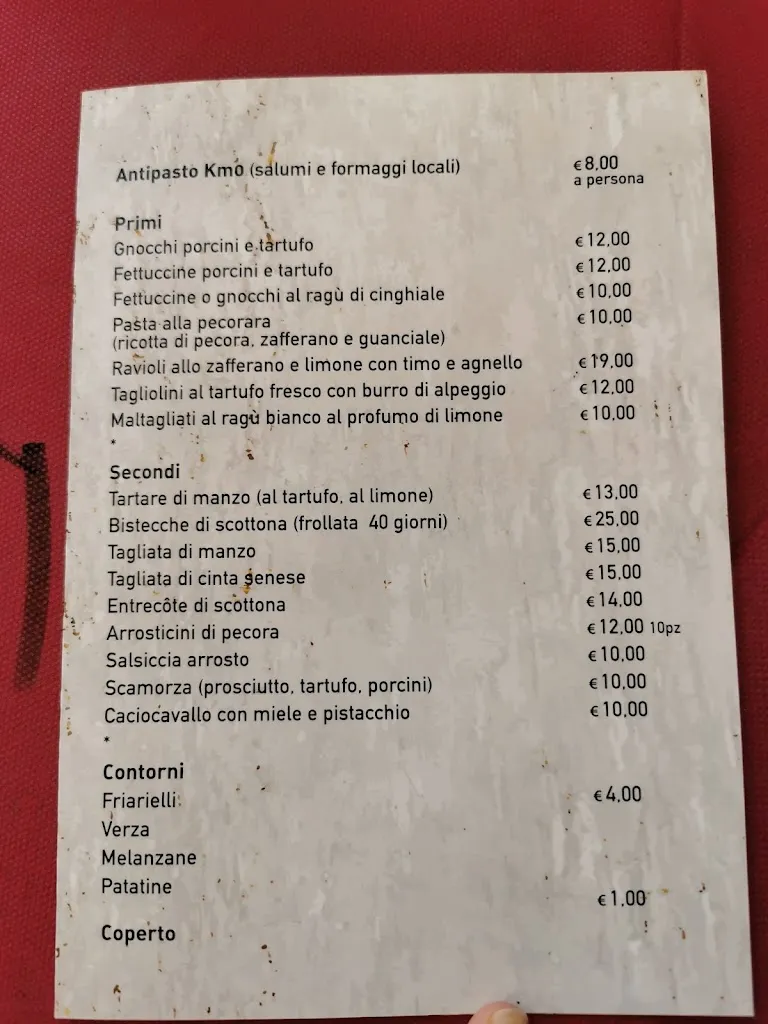 Antipasto Km0 (salumi e formaggi locali) € 8,00
a persona
Primi
Gnocchi porcini e tartufo € 12,00
Fettuccine porcini e tartufo € 12,00
Fettuccine o gnocchi al ragù di cinghiale € 10,00
Pasta alla pecorara € 10,00
(ricotta di pecora, zafferano e guanciale)
Ravioli allo zafferano e limone con timo e agnello € 19,00
Tagliolini al tartufo fresco con burro di alpeggio € 12,00
Maltagliati al ragù bianco al profumo di limone € 10,00
*
Secondi
Tartare di manzo (al tartufo, al limone) € 13,00
Bistecche di scottona (frollata 40 giorni) € 25,00
Tagliata di manzo € 15,00
Tagliata di cinta senese € 15,00
Entrecôte di scottona € 14,00
Arrosticini di pecora € 12,00 10pz
Salsiccia arrosto € 10,00
Scamorza (prosciutto, tartufo, porcini) € 10,00
Caciocavallo con miele e pistacchio € 10,00
*
Contorni
Friarielli € 4,00
Verza
Melanzane
Patatine
€ 1,00
Coperto